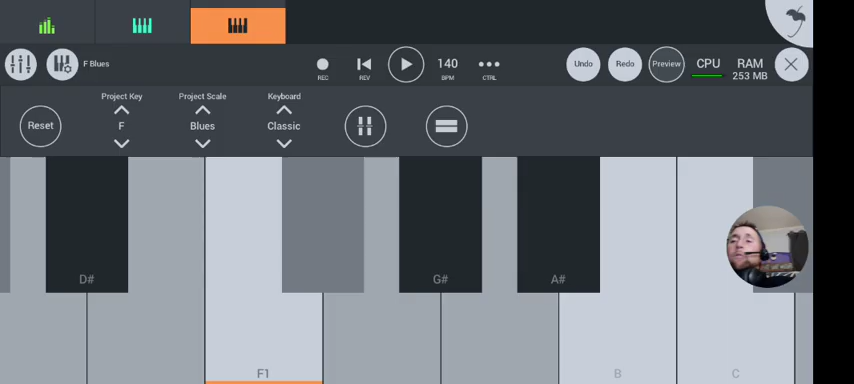 F Blues
REC
REV
140
BPM
CTRL
Undo
Redo
Preview
CPU
RAM
253 MB
Reset
Project Key
F
Project Scale
Blues
Keyboard
Classic
D#
G#
A#
F1
B
C